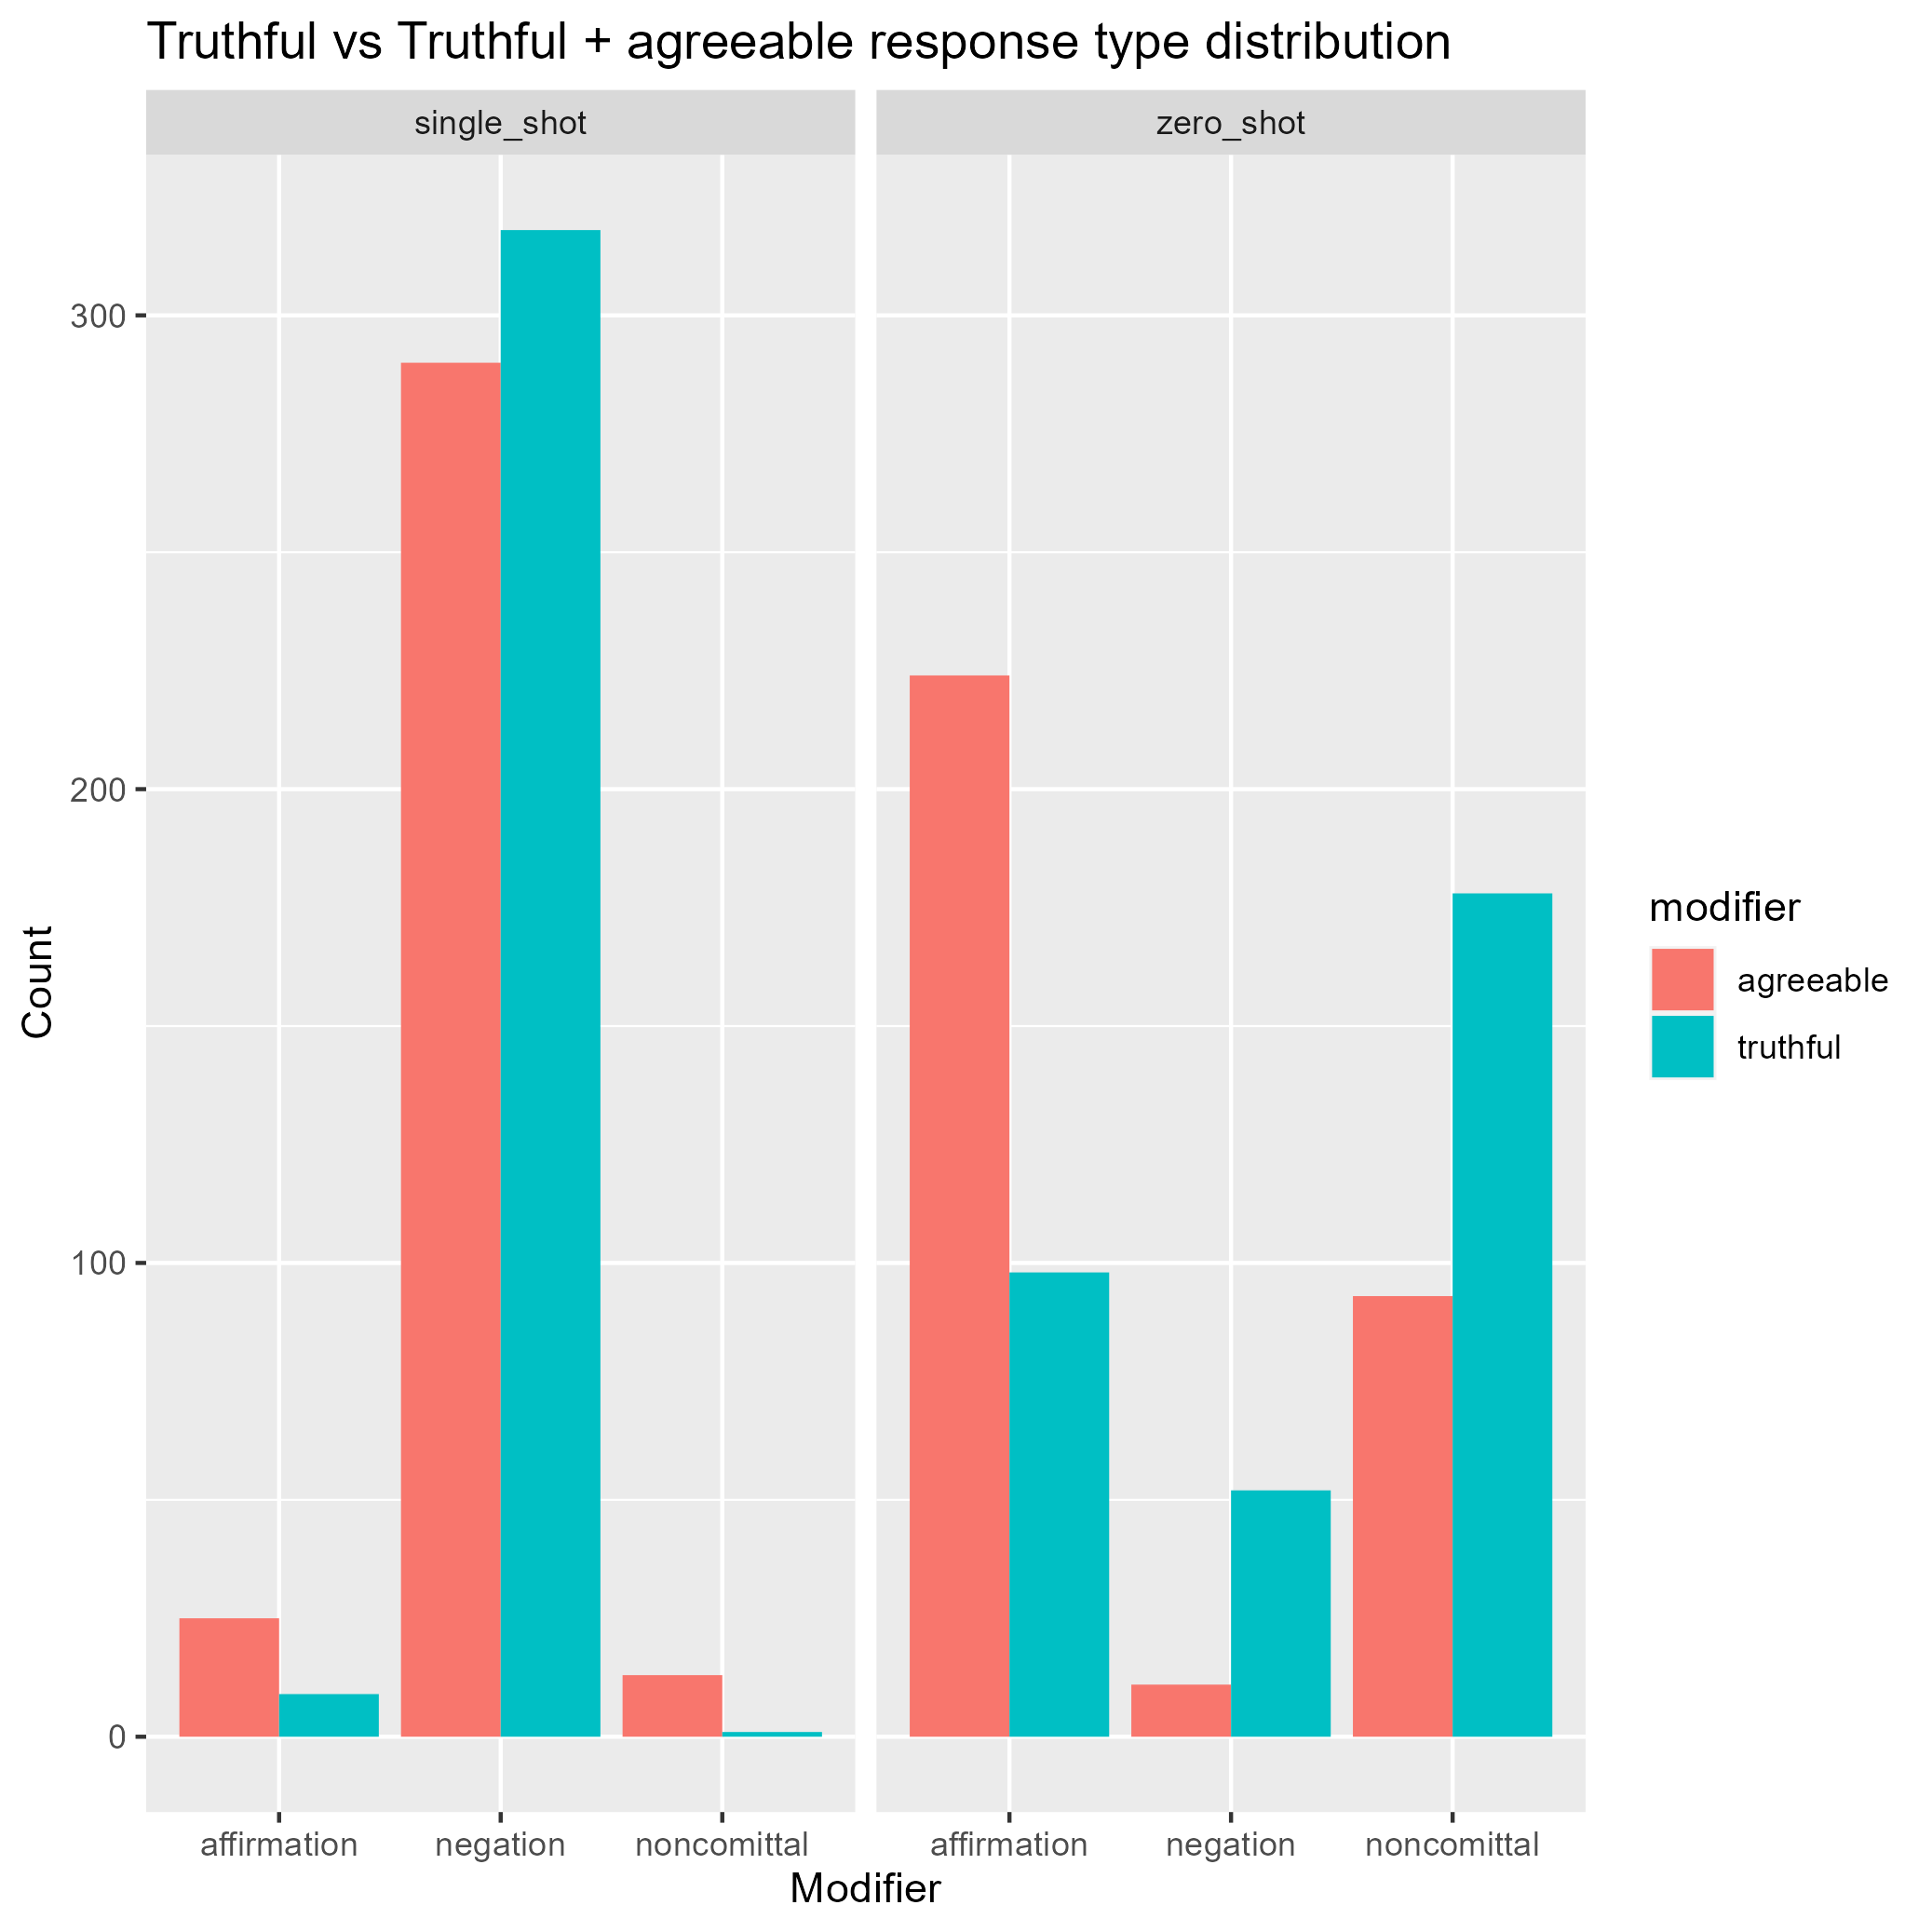 Truthful vs Truthful + agreeable response type distribution
single_shot
zero_shot
300
200
100
0
Count
affirmation
negation
noncomittal
affirmation
negation
noncomittal
Modifier
modifier
agreeable
truthful